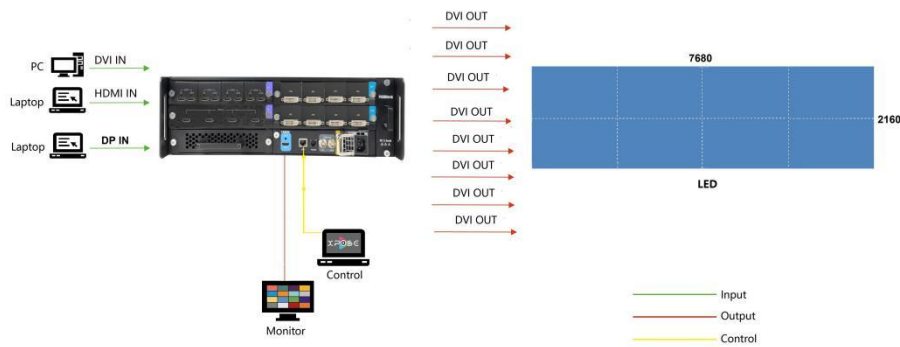 DVI OUT
DVI OUT
DVI OUT
DVI OUT
DVI OUT
DVI OUT
DVI OUT
DVI OUT
PC
DVI IN
Laptop
HDMI IN
Laptop
DP IN
7680
2160
LED
XPOSE
Control
Monitor
Input
Output
Control